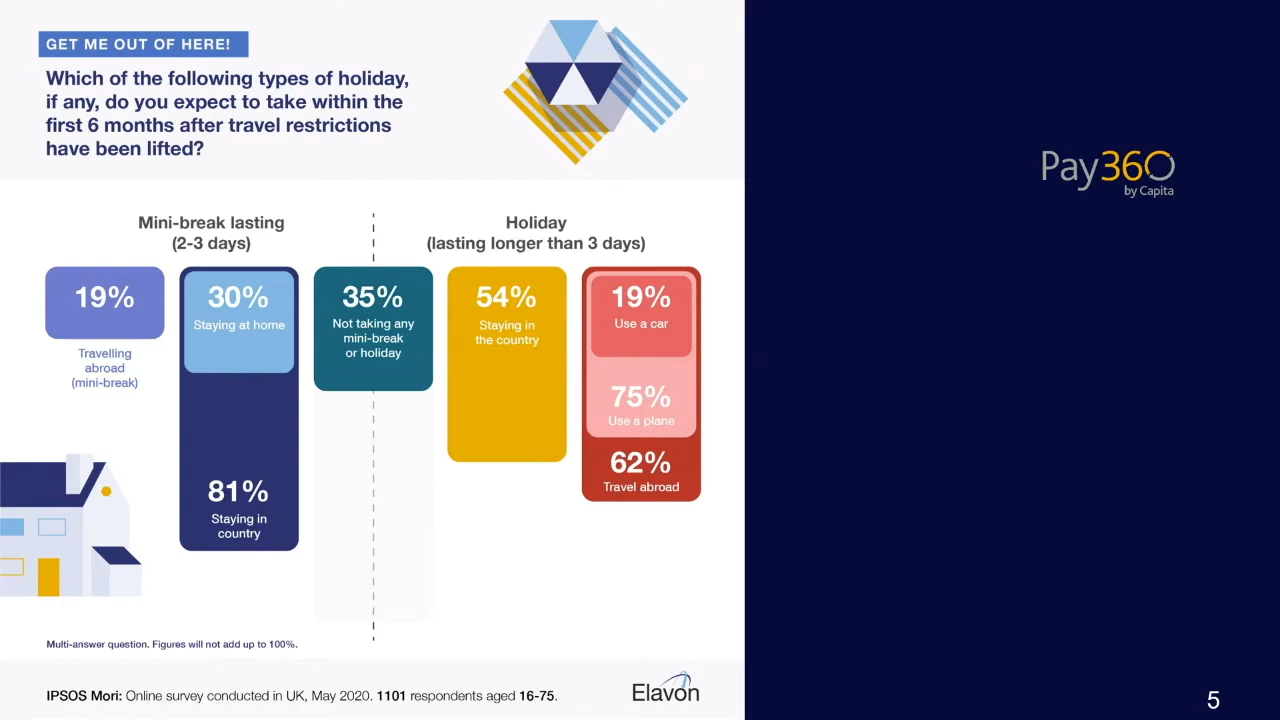 GET ME OUT OF HERE!
Which of the following types of holiday,
if any, do you expect to take within the
first 6 months after travel restrictions
have been lifted?
Pay360
by Capita
Mini-break lasting
(2-3 days)
Holiday
(lasting longer than 3 days)
19%
Travelling
abroad
(mini-break)
30%
Staying at home
81%
Staying in
country
35%
Not taking any
mini-break
or holiday
54%
Staying in
the country
19%
Use a car
75%
Use a plane
62%
Travel abroad
Multi-answer question. Figures will not add up to 100%.
IPSOS Mori: Online survey conducted in UK, May 2020. 1101 respondents aged 16-75.
Elavon
5